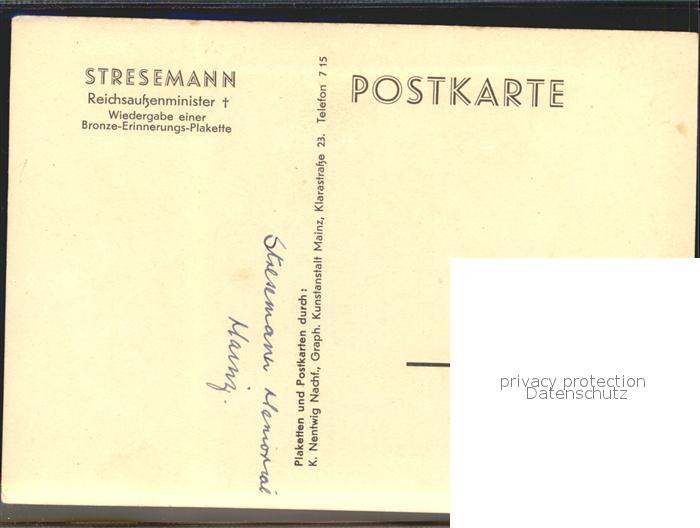 STRESEMANN
Reichsaußenminister †
Wiedergabe einer
Bronze-Erinnerungs-Plakette
POSTKARTE
Plaketten und Postkarten durch:
K. Nentwig Nachf., Graph. Kunstanstalt Mainz, Klarastraße 23. Telefon 7 15
Stresemann Memorial
Mainz.
privacy protection
Datenschutz